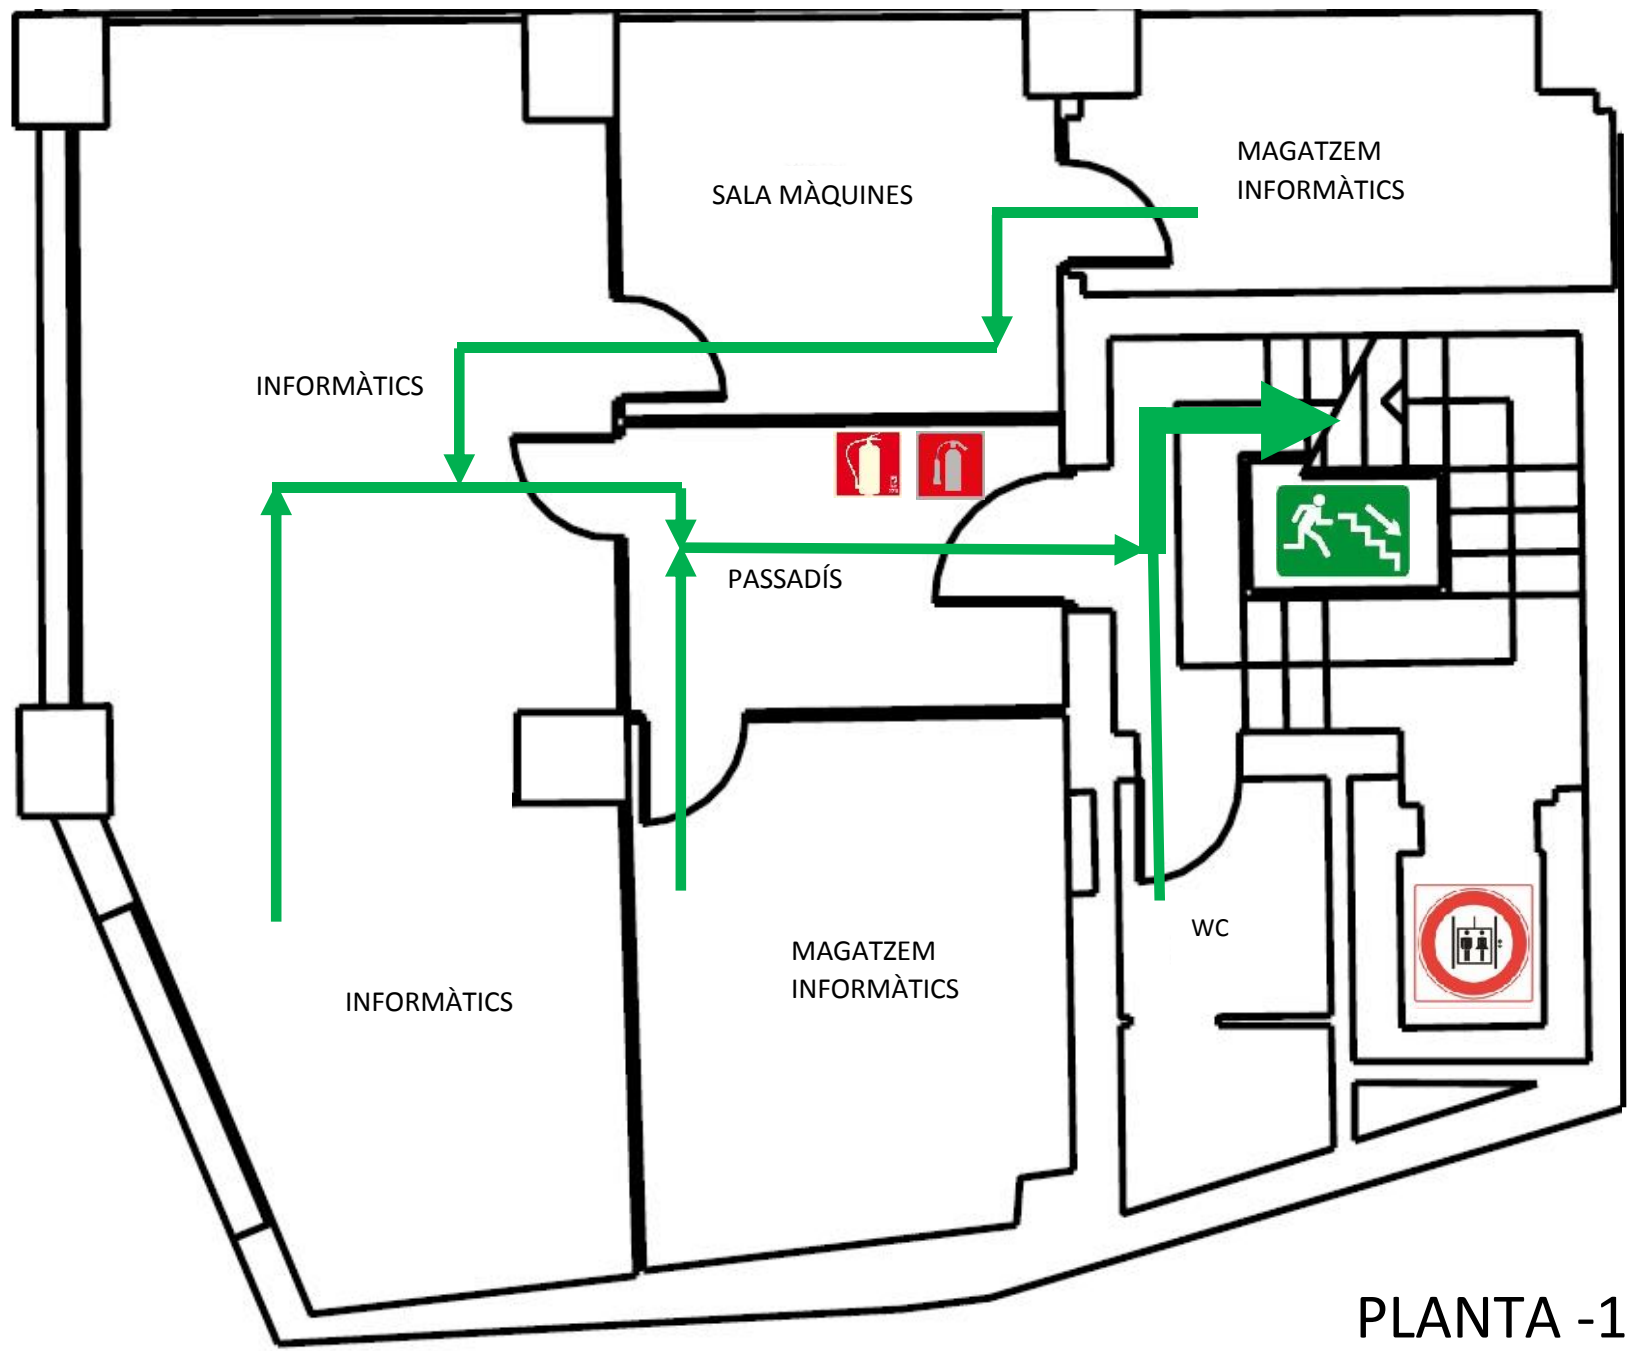 MAGATZEM
INFORMÀTICS
SALA MÀQUINES
INFORMÀTICS
PASSADÍS
WC
MAGATZEM
INFORMÀTICS
INFORMÀTICS
PLANTA -1